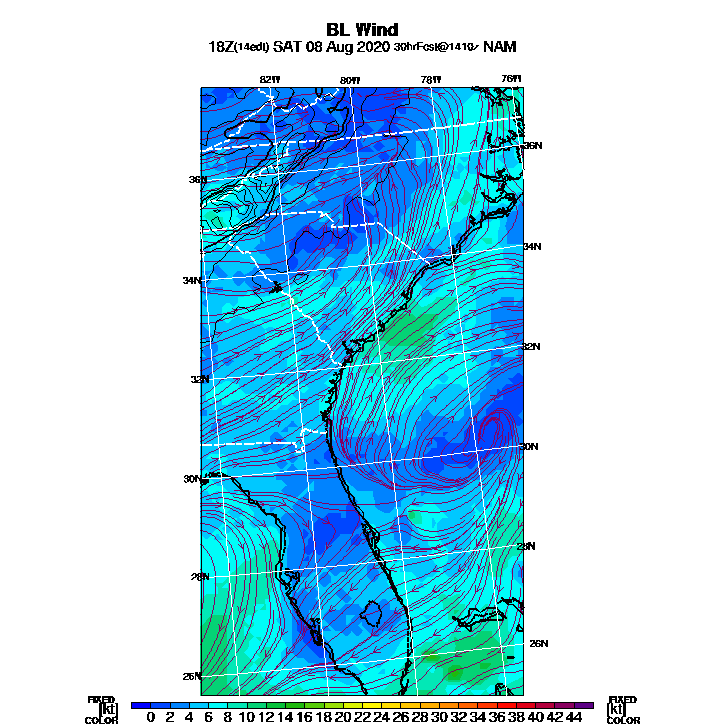 BL Wind
18Z(14edt) SAT 08 Aug 2020 30hrFcst@1410z NAM
82W 80W 78W 76W
36N 36N
34N 34N
32N 32N
30N 30N
28N 28N
26N 26N
FIXED FIXED
[kt] 0 2 4 6 8 10 12 14 16 18 20 22 24 26 28 30 32 34 36 38 40 42 44 [kt]
COLOR COLOR